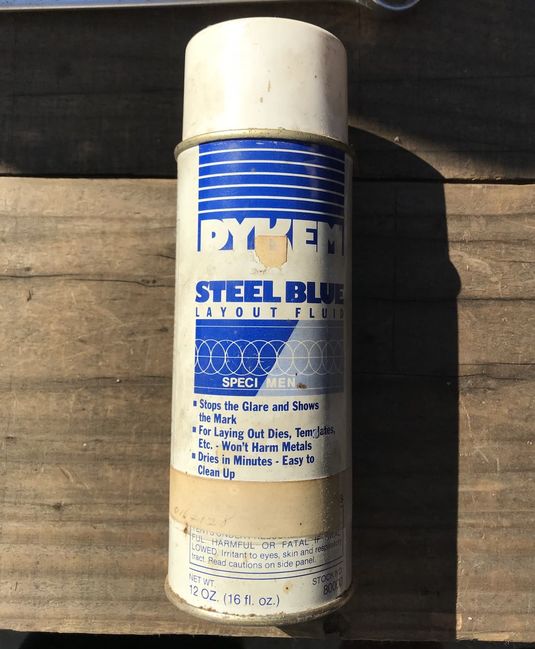 DYKEM
STEEL BLUE
LAYOUT FLUID
SPECIMEN
▪ Stops the Glare and Shows
the Mark
▪ For Laying Out Dies, Templates,
Etc. - Won't Harm Metals
▪ Dries in Minutes - Easy to
Clean Up
CONTENTS UNDER
FUL HARMFUL OR FATAL IF
LOWED. Irritant to eyes, skin and
tract. Read cautions on side panel.
NET WT. STOCK
12 OZ. (16 fl. oz.)